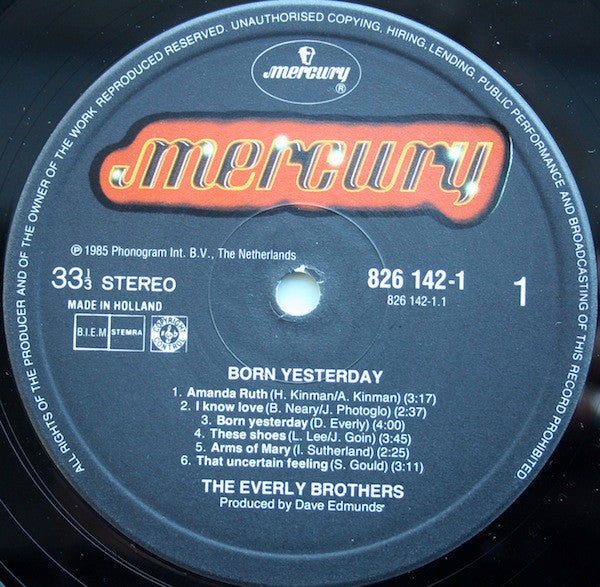 ALL RIGHTS OF THE PRODUCER AND OF THE OWNER OF THE WORK REPRODUCED RESERVED. UNAUTHORISED COPYING, HIRING, LENDING, PUBLIC PERFORMANCE AND BROADCASTING OF THIS RECORD PROHIBITED.
mercury
®
mercury
℗ 1985 Phonogram Int. B.V., The Netherlands
33⅓ STEREO
826 142-1
1
MADE IN HOLLAND
826 142-1.1
B.I.E.M STEMRA COPYRIGHT CONTROL
BORN YESTERDAY
1. Amanda Ruth (H. Kinman/A. Kinman) (3:17)
2. I know love (B. Neary/J. Photoglo) (2:37)
3. Born yesterday (D. Everly) (4:00)
4. These shoes (L. Lee/J. Goin) (3:45)
5. Arms of Mary (I. Sutherland) (2:25)
6. That uncertain feeling (S. Gould) (3:11)
THE EVERLY BROTHERS
Produced by Dave Edmunds